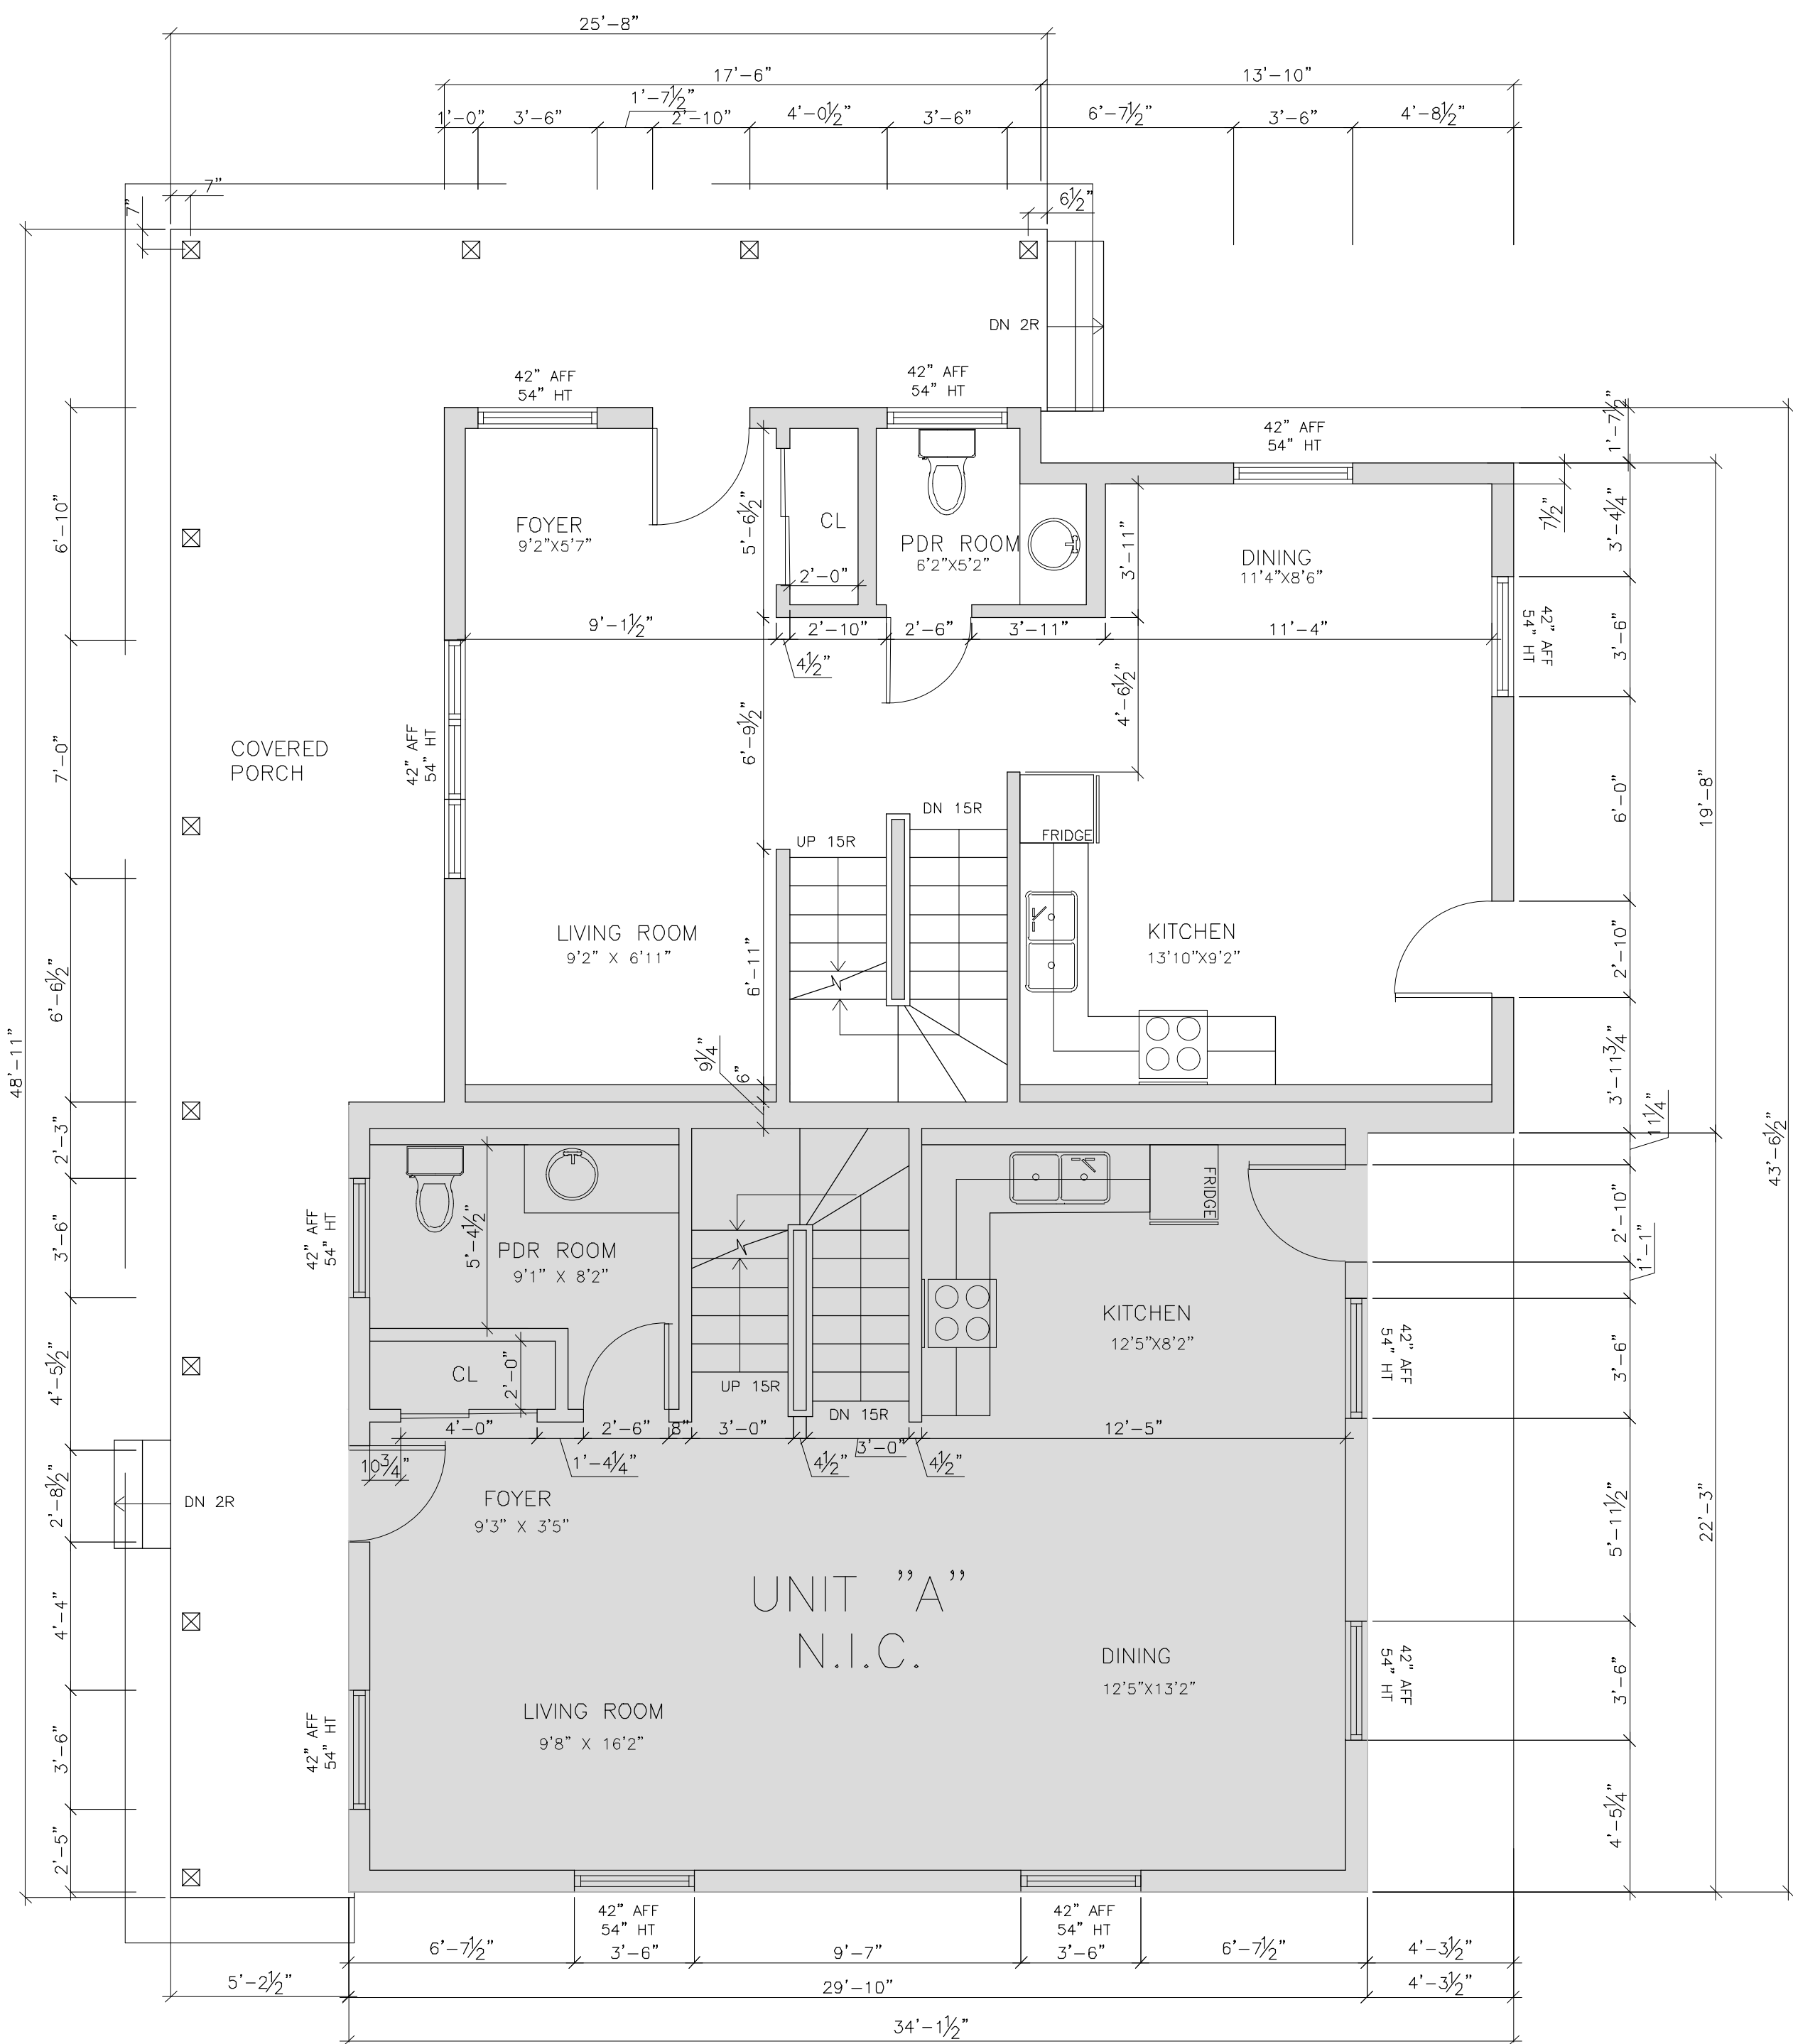 25'-8"
17'-6"
13'-10"
1'-7½"
1'-0"
3'-6"
2'-10"
4'-0½"
3'-6"
6'-7½"
3'-6"
4'-8½"
7"
7"
6½"
DN 2R
42" AFF
54" HT
42" AFF
54" HT
42" AFF
54" HT
1'-7½"
7½"
6'-10"
FOYER
9'2"X5'7"
5'-6½"
CL
2'-0"
PDR ROOM
6'2"X5'2"
3'-11"
DINING
11'4"X8'6"
3'-4¼"
42" AFF
54" HT
3'-6"
9'-1½"
2'-10"
2'-6"
3'-11"
11'-4"
4½"
4'-6½"
6'-9½"
COVERED
PORCH
42" AFF
54" HT
7'-0"
6'-0"
19'-8"
DN 15R
UP 15R
FRIDGE
LIVING ROOM
9'2" X 6'11"
6'-11"
KITCHEN
13'10"X9'2"
2'-10"
6'-6½"
48'-11"
9¼"
6"
3'-11¾"
11¼"
43'-6½"
2'-3"
42" AFF
54" HT
3'-6"
5'-4½"
PDR ROOM
9'1" X 8'2"
FRIDGE
KITCHEN
12'5"X8'2"
2'-10"
1'-1"
42" AFF
54" HT
3'-6"
4'-5½"
CL
2'-0"
UP 15R
DN 15R
4'-0"
2'-6"
8"
3'-0"
3'-0"
12'-5"
10¾"
1'-4¼"
4½"
4½"
2'-8½"
DN 2R
FOYER
9'3" X 3'5"
5'-11½"
22'-3"
UNIT "A"
N.I.C.
4'-4"
DINING
12'5"X13'2"
42" AFF
54" HT
3'-6"
LIVING ROOM
9'8" X 16'2"
42" AFF
54" HT
3'-6"
2'-5"
4'-5¼"
42" AFF
54" HT
42" AFF
54" HT
6'-7½"
3'-6"
9'-7"
3'-6"
6'-7½"
4'-3½"
5'-2½"
29'-10"
4'-3½"
34'-1½"